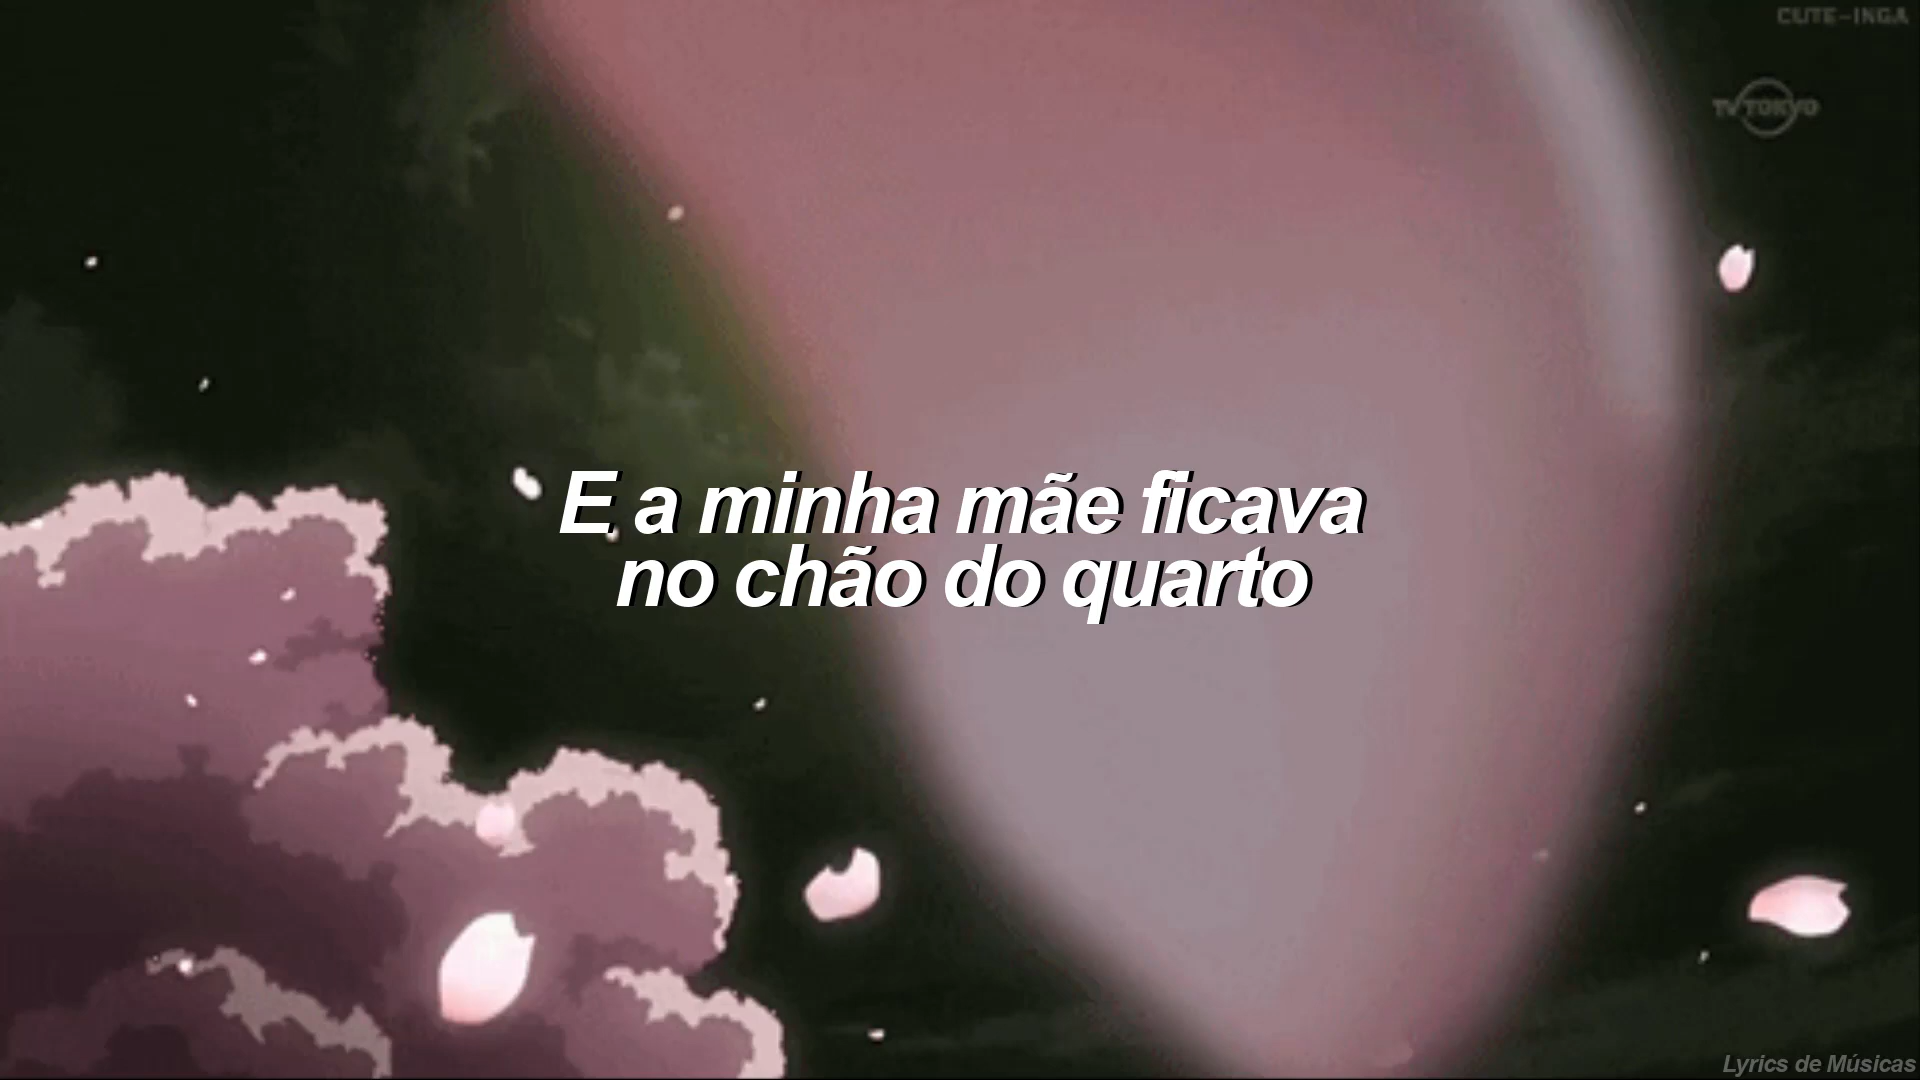 CUTE-INGA
TV TOKYO
E a minha mãe ficava
no chão do quarto
Lyrics de Músicas